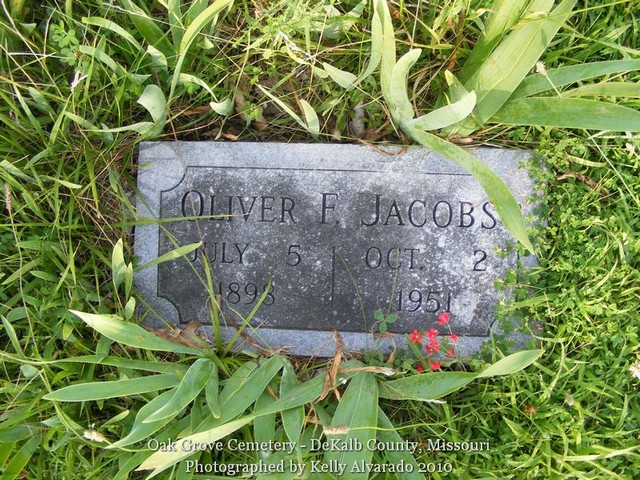 OLIVER F. JACOBS
JULY 5 OCT. 2
1898 1951
Oak Grove Cemetery - DeKalb County, Missouri
Photographed by Kelly Alvarado 2010